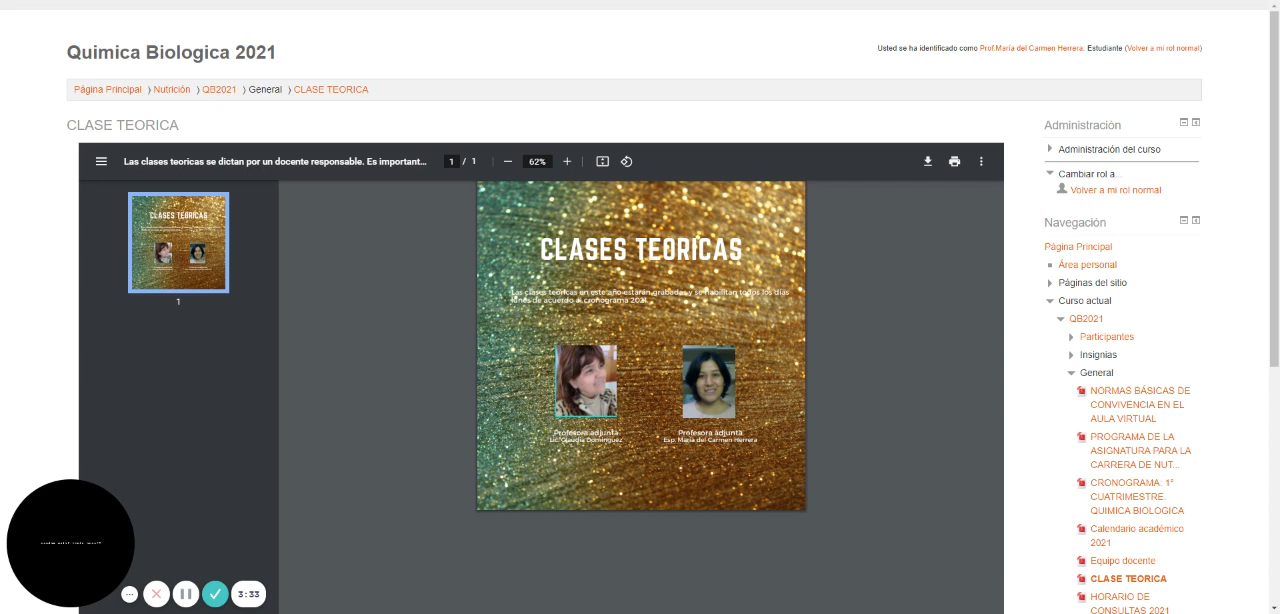 Quimica Biologica 2021
Usted se ha identificado como Prof.María del Carmen Herrera: Estudiante (Volver a mi rol normal)
Página Principal ❭ Nutrición ❭ QB2021 ❭ General ❭ CLASE TEORICA
CLASE TEORICA
Las clases teoricas se dictan por un docente responsable. Es important...
1 / 1
62%
CLASES TEORICAS
1
CLASES TEORICAS
Las clases teoricas en este año estarán grabadas y se habilitan todos los dias
lunes de acuerdo al cronograma 2021
Profesora adjunta
Lic. Claudia Dominguez
Profesora adjunta
Esp. Maria del Carmen Herrera
3:33
Administración
Administración del curso
Cambiar rol a...
Volver a mi rol normal
Navegación
Página Principal
Área personal
Páginas del sitio
Curso actual
QB2021
Participantes
Insignias
General
NORMAS BÁSICAS DE
CONVIVENCIA EN EL
AULA VIRTUAL
PROGRAMA DE LA
ASIGNATURA PARA LA
CARRERA DE NUT...
CRONOGRAMA: 1°
CUATRIMESTRE.
QUIMICA BIOLOGICA
Calendario académico
2021
Equipo docente
CLASE TEORICA
HORARIO DE
CONSULTAS 2021